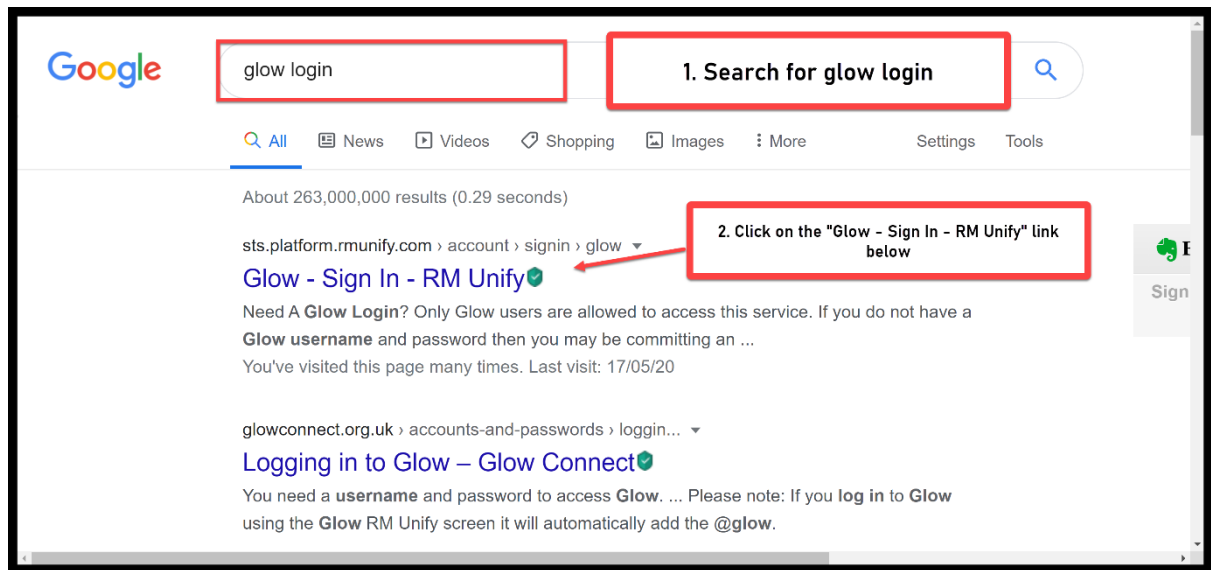 Google
glow login
1. Search for glow login
All News Videos Shopping Images More Settings Tools
About 263,000,000 results (0.29 seconds)
2. Click on the "Glow - Sign In - RM Unify" link
below
sts.platform.rmunify.com › account › signin › glow
Glow - Sign In - RM Unify
Sign
Need A Glow Login? Only Glow users are allowed to access this service. If you do not have a
Glow username and password then you may be committing an ...
You've visited this page many times. Last visit: 17/05/20
glowconnect.org.uk › accounts-and-passwords › loggin...
Logging in to Glow – Glow Connect
You need a username and password to access Glow. ... Please note: If you log in to Glow
using the Glow RM Unify screen it will automatically add the @glow.